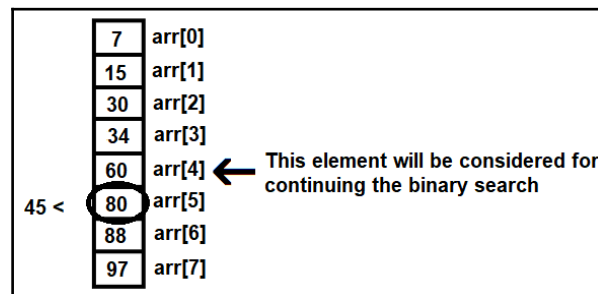 7 arr[0]
15 arr[1]
30 arr[2]
34 arr[3]
60 arr[4] This element will be considered for
continuing the binary search
45 < 80 arr[5]
88 arr[6]
97 arr[7]